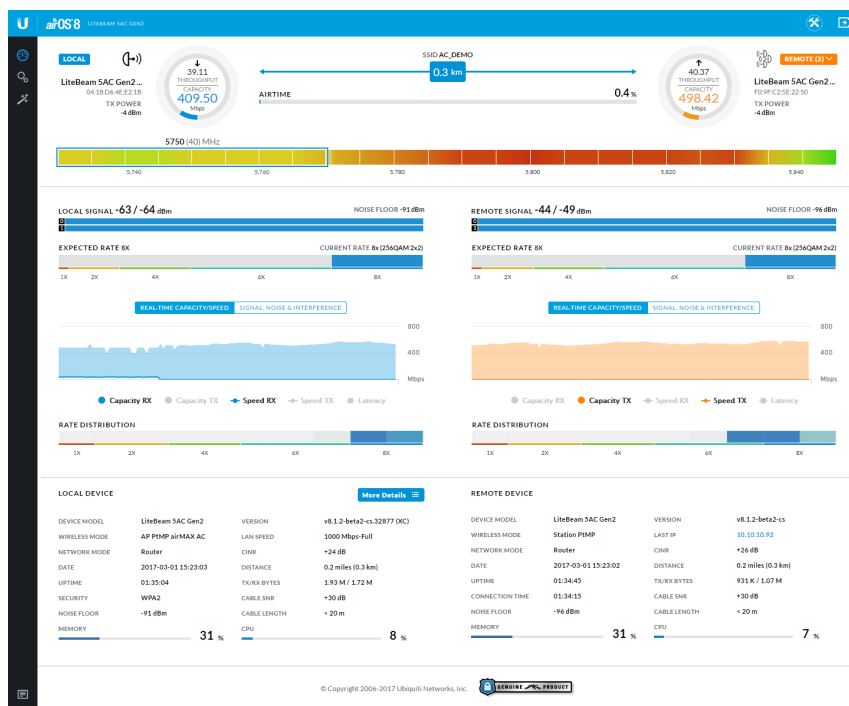 U airOS 8 LITEBEAM 5AC GEN2
LOCAL
LiteBeam 5AC Gen2...
04:18:D6:4E:E2:1B
TX POWER
-4 dBm
39.11
THROUGHPUT
CAPACITY
409.50
Mbps
SSID AC_DEMO
0.3 km
AIRTIME 0.4 %
40.37
THROUGHPUT
CAPACITY
498.42
Mbps
REMOTE (2)
LiteBeam 5AC Gen2...
F0:9F:C2:5E:22:50
TX POWER
-4 dBm
5750 (40) MHz
5,740 5,760 5,780 5,800 5,820 5,840
LOCAL SIGNAL -63 / -64 dBm NOISE FLOOR -91 dBm
0
1
EXPECTED RATE 8X CURRENT RATE 8x (256QAM 2x2)
1X 2X 4X 6X 8X
REAL-TIME CAPACITY/SPEED SIGNAL, NOISE & INTERFERENCE
800
400
Mbps
Capacity RX Capacity TX Speed RX Speed TX Latency
RATE DISTRIBUTION
1X 2X 4X 6X 8X
REMOTE SIGNAL -44 / -49 dBm NOISE FLOOR -96 dBm
0
1
EXPECTED RATE 8X CURRENT RATE 8x (256QAM 2x2)
1X 2X 4X 6X 8X
REAL-TIME CAPACITY/SPEED SIGNAL, NOISE & INTERFERENCE
800
400
Mbps
Capacity RX Capacity TX Speed RX Speed TX Latency
RATE DISTRIBUTION
1X 2X 4X 6X 8X
LOCAL DEVICE More Details
DEVICE MODEL LiteBeam 5AC Gen2 VERSION v8.1.2-beta2-cs.32877 (XC)
WIRELESS MODE AP PtMP airMAX AC LAN SPEED 1000 Mbps-Full
NETWORK MODE Router CINR +24 dB
DATE 2017-03-01 15:23:03 DISTANCE 0.2 miles (0.3 km)
UPTIME 01:35:04 TX/RX BYTES 1.93 M / 1.72 M
SECURITY WPA2 CABLE SNR +30 dB
NOISE FLOOR -91 dBm CABLE LENGTH < 20 m
MEMORY 31 % CPU 8 %
REMOTE DEVICE
DEVICE MODEL LiteBeam 5AC Gen2 VERSION v8.1.2-beta2-cs
WIRELESS MODE Station PtMP LAST IP 10.10.10.92
NETWORK MODE Router CINR +26 dB
DATE 2017-03-01 15:23:02 DISTANCE 0.2 miles (0.3 km)
UPTIME 01:34:45 TX/RX BYTES 931 K / 1.07 M
CONNECTION TIME 01:34:15 CABLE SNR +30 dB
NOISE FLOOR -96 dBm CABLE LENGTH < 20 m
MEMORY 31 % CPU 7 %
© Copyright 2006-2017 Ubiquiti Networks, Inc. GENUINE PRODUCT